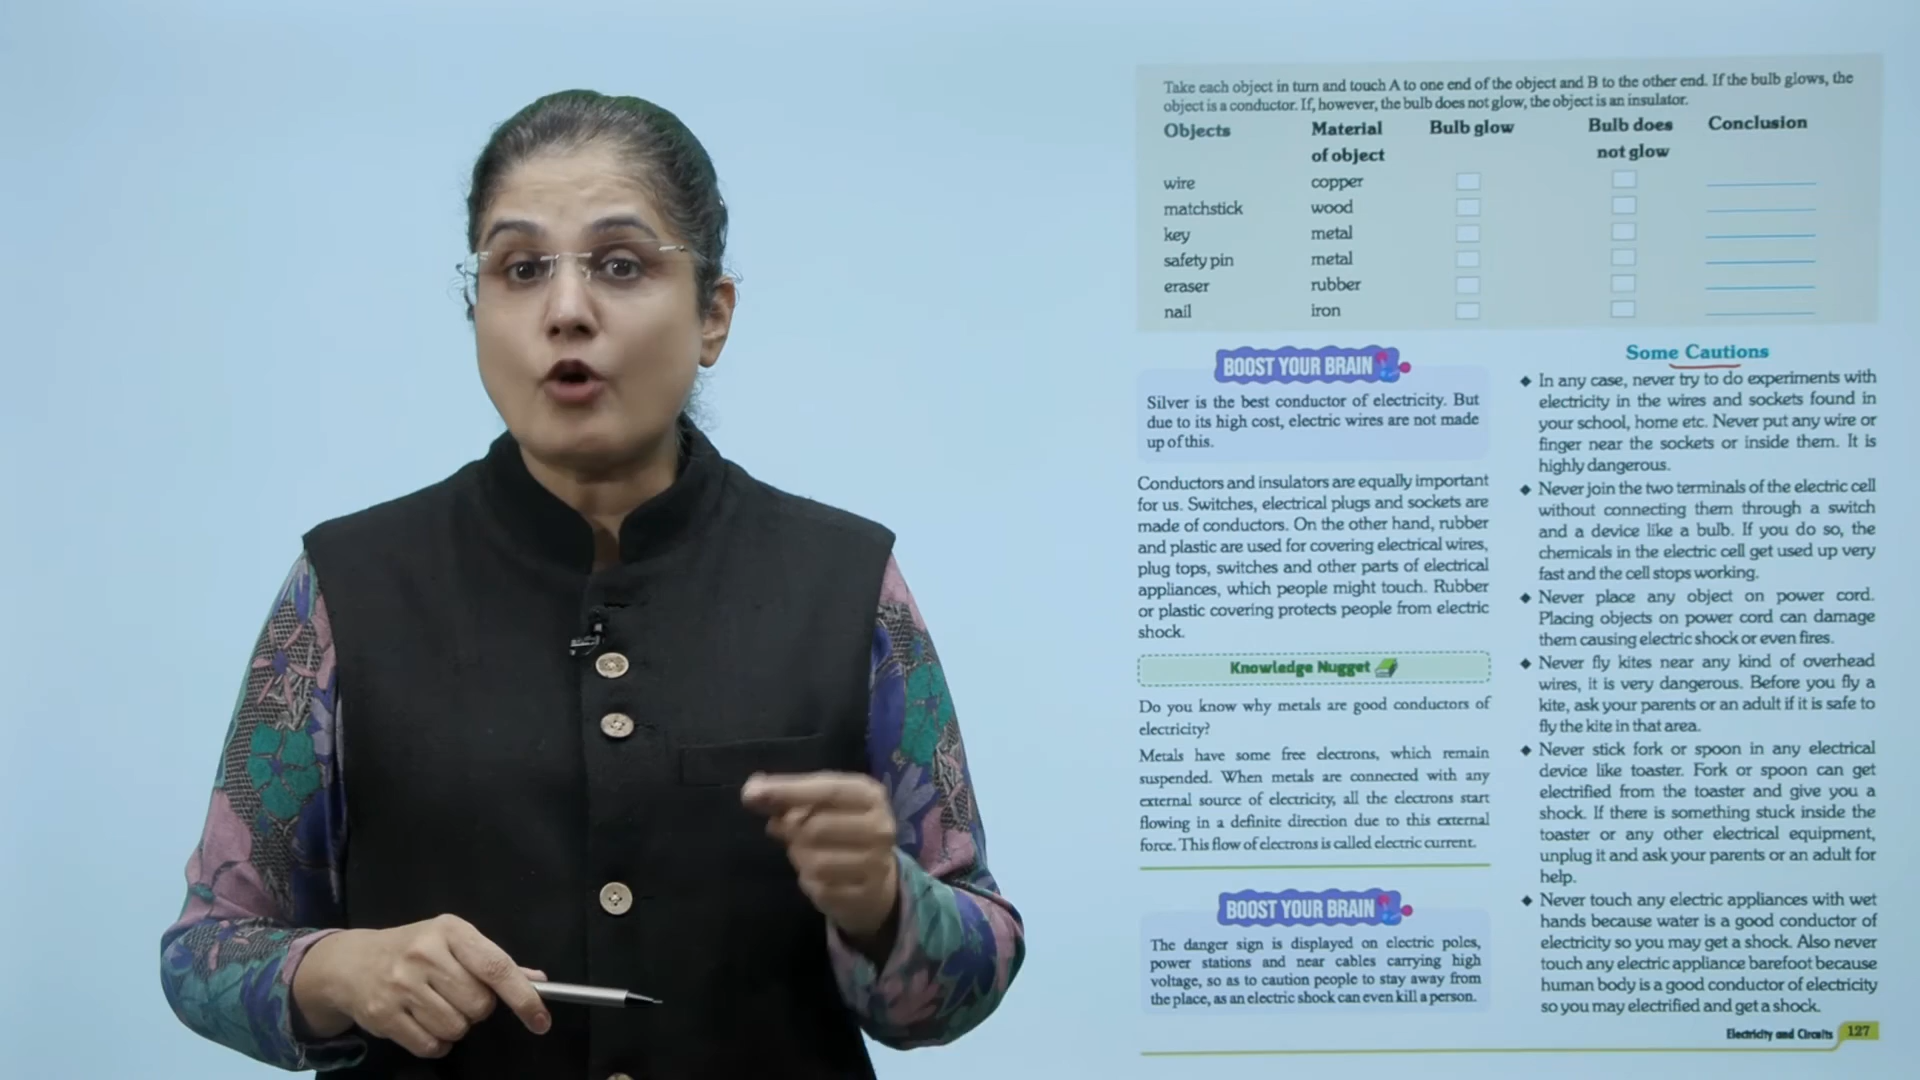 Take each object in turn and touch A to one end of the object and B to the other end. If the bulb glows, the
object is a conductor. If, however, the bulb does not glow, the object is an insulator.
Objects Material of object Bulb glow Bulb does not glow Conclusion
wire copper
matchstick wood
key metal
safety pin metal
eraser rubber
nail iron
BOOST YOUR BRAIN
Silver is the best conductor of electricity. But
due to its high cost, electric wires are not made
up of this.
Conductors and insulators are equally important
for us. Switches, electrical plugs and sockets are
made of conductors. On the other hand, rubber
and plastic are used for covering electrical wires,
plug tops, switches and other parts of electrical
appliances, which people might touch. Rubber
or plastic covering protects people from electric
shock.
Knowledge Nugget
Do you know why metals are good conductors of
electricity?
Metals have some free electrons, which remain
suspended. When metals are connected with any
external source of electricity, all the electrons start
flowing in a definite direction due to this external
force. This flow of electrons is called electric current.
BOOST YOUR BRAIN
The danger sign is displayed on electric poles,
power stations and near cables carrying high
voltage, so as to caution people to stay away from
the place, as an electric shock can even kill a person.
Some Cautions
◆ In any case, never try to do experiments with
electricity in the wires and sockets found in
your school, home etc. Never put any wire or
finger near the sockets or inside them. It is
highly dangerous.
◆ Never join the two terminals of the electric cell
without connecting them through a switch
and a device like a bulb. If you do so, the
chemicals in the electric cell get used up very
fast and the cell stops working.
◆ Never place any object on power cord.
Placing objects on power cord can damage
them causing electric shock or even fires.
◆ Never fly kites near any kind of overhead
wires, it is very dangerous. Before you fly a
kite, ask your parents or an adult if it is safe to
fly the kite in that area.
◆ Never stick fork or spoon in any electrical
device like toaster. Fork or spoon can get
electrified from the toaster and give you a
shock. If there is something stuck inside the
toaster or any other electrical equipment,
unplug it and ask your parents or an adult for
help.
◆ Never touch any electric appliances with wet
hands because water is a good conductor of
electricity so you may get a shock. Also never
touch any electric appliance barefoot because
human body is a good conductor of electricity
so you may electrified and get a shock.
Electricity and Circuits 127